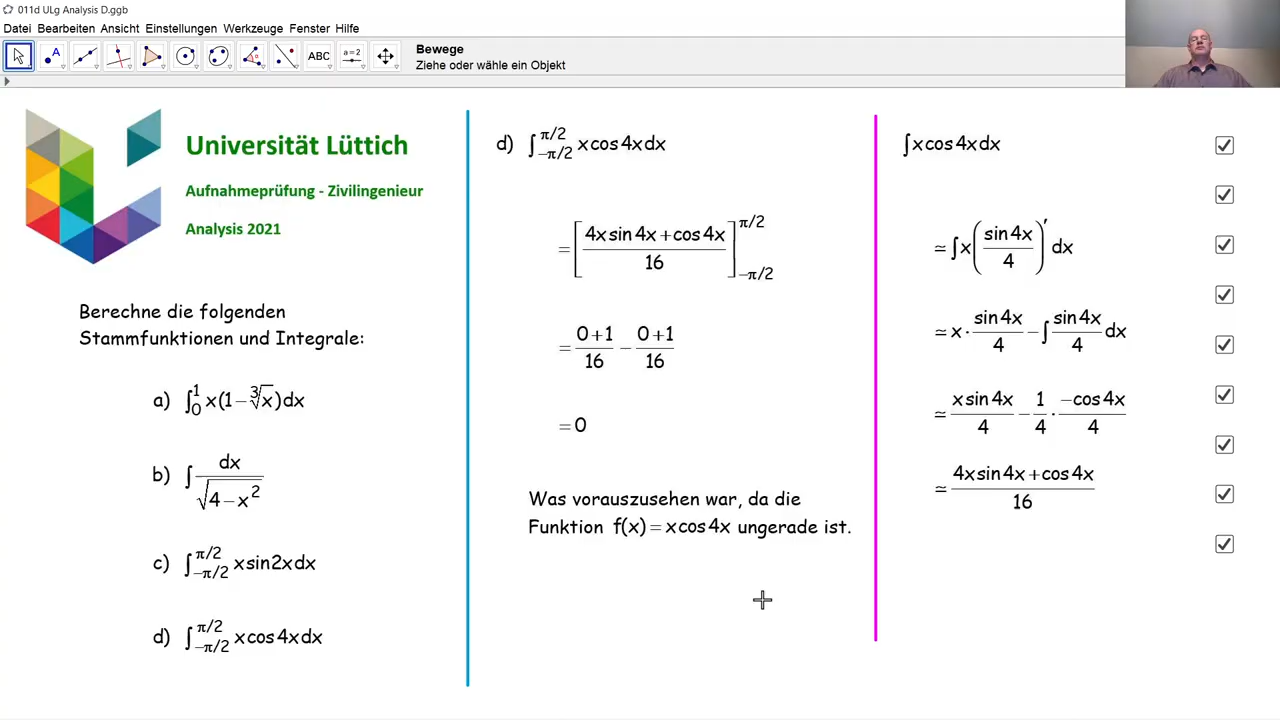 011d ULg Analysis D.ggb
Datei Bearbeiten Ansicht Einstellungen Werkzeuge Fenster Hilfe
A
ABC
a=2
Bewege
Ziehe oder wähle ein Objekt
Universität Lüttich
Aufnahmeprüfung - Zivilingenieur
Analysis 2021
Berechne die folgenden
Stammfunktionen und Integrale:
a) ∫₀¹ x(1−∛x)dx
b) ∫ dx/√(4−x²)
c) ∫_{−π/2}^{π/2} xsin2xdx
d) ∫_{−π/2}^{π/2} xcos4xdx
d) ∫_{−π/2}^{π/2} xcos4xdx
= [(4xsin4x+cos4x)/16]_{−π/2}^{π/2}
= (0+1)/16 − (0+1)/16
= 0
Was vorauszusehen war, da die
Funktion f(x)=xcos4x ungerade ist.
∫xcos4xdx
≃ ∫x(sin4x/4)′ dx
≃ x·sin4x/4 − ∫sin4x/4 dx
≃ xsin4x/4 − 1/4·−cos4x/4
≃ (4xsin4x+cos4x)/16